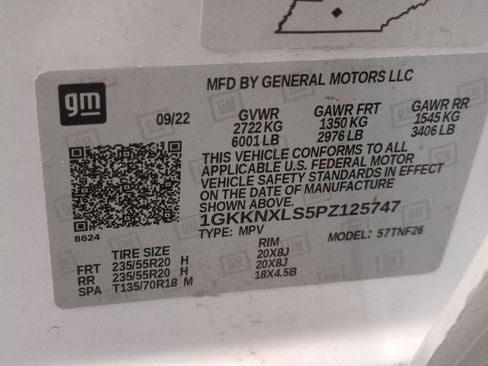 gm
MFD BY GENERAL MOTORS LLC
09/22 GVWR GAWR FRT GAWR RR
2722 KG 1350 KG 1545 KG
6001 LB 2976 LB 3406 LB
THIS VEHICLE CONFORMS TO ALL
APPLICABLE U.S. FEDERAL MOTOR
VEHICLE SAFETY STANDARDS IN EFFECT
ON THE DATE OF MANUFACTURE
SHOWN ABOVE.
1GKKNXLS5PZ125747
8624 TYPE: MPV MODEL: 57TNF26
TIRE SIZE RIM
FRT 235/55R20 H 20X8J
RR 235/55R20 H 20X8J
SPA T135/70R18 M 18X4.5B